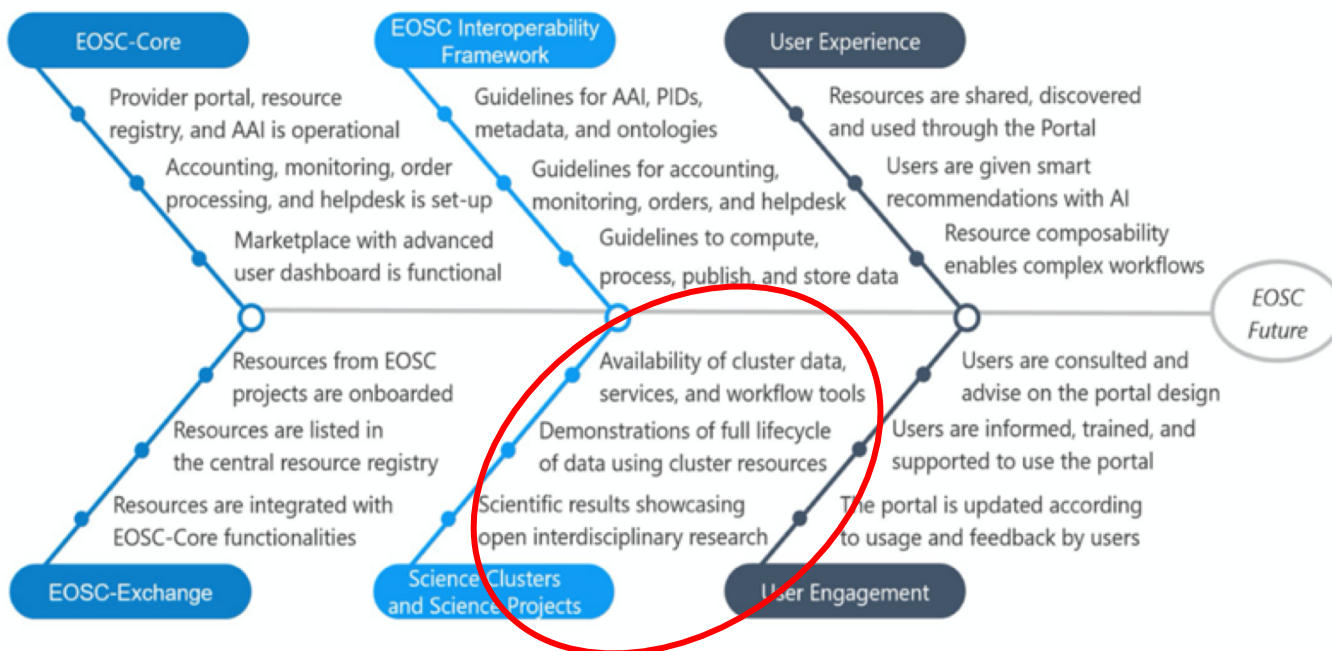 EOSC-Core
Provider portal, resource
registry, and AAI is operational
Accounting, monitoring, order
processing, and helpdesk is set-up
Marketplace with advanced
user dashboard is functional
EOSC Interoperability
Framework
Guidelines for AAI, PIDs,
metadata, and ontologies
Guidelines for accounting,
monitoring, orders, and helpdesk
Guidelines to compute,
process, publish, and store data
User Experience
Resources are shared, discovered
and used through the Portal
Users are given smart
recommendations with AI
Resource composability
enables complex workflows
EOSC
Future
Resources from EOSC
projects are onboarded
Resources are listed in
the central resource registry
Resources are integrated with
EOSC-Core functionalities
EOSC-Exchange
Availability of cluster data,
services, and workflow tools
Demonstrations of full lifecycle
of data using cluster resources
Scientific results showcasing
open interdisciplinary research
Science Clusters
and Science Projects
Users are consulted and
advise on the portal design
Users are informed, trained, and
supported to use the portal
The portal is updated according
to usage and feedback by users
User Engagement